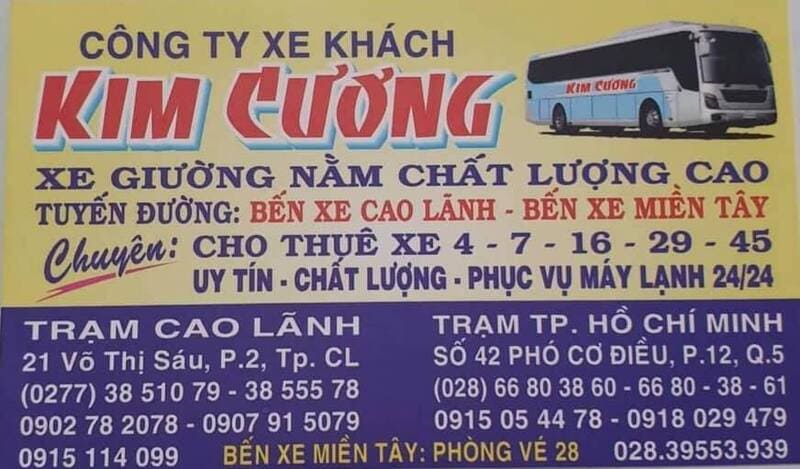 CÔNG TY XE KHÁCH
KIM CƯƠNG
KIM CƯƠNG
XE GIƯỜNG NẰM CHẤT LƯỢNG CAO
TUYẾN ĐƯỜNG: BẾN XE CAO LÃNH - BẾN XE MIỀN TÂY
Chuyên: CHO THUÊ XE 4 - 7 - 16 - 29 - 45
UY TÍN - CHẤT LƯỢNG - PHỤC VỤ MÁY LẠNH 24/24
TRẠM CAO LÃNH
21 Võ Thị Sáu, P.2, Tp. CL
(0277) 38 510 79 - 38 555 78
0902 78 2078 - 0907 91 5079
0915 114 099
TRẠM TP. HỒ CHÍ MINH
SỐ 42 PHÓ CƠ ĐIỀU, P.12, Q.5
(028) 66 80 38 60 - 66 80 - 38 - 61
0915 05 44 78 - 0918 029 479
BẾN XE MIỀN TÂY: PHÒNG VÉ 28 028.39553.939